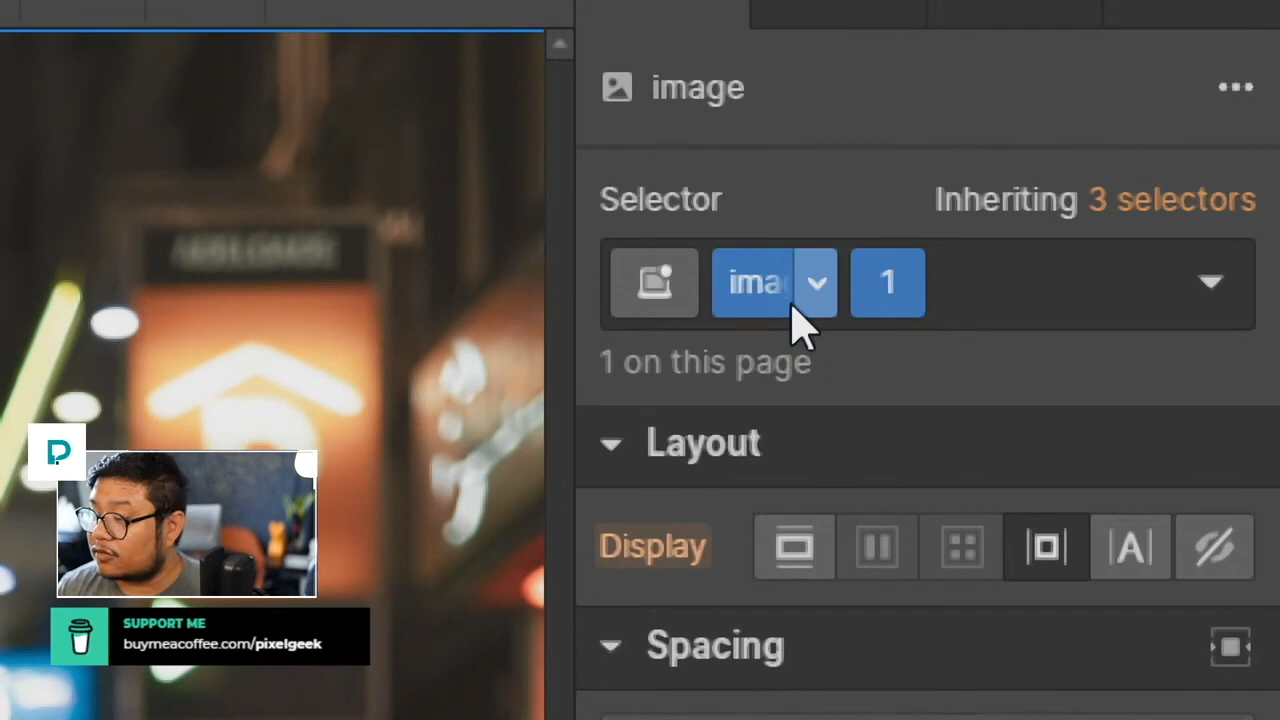 image
Selector
Inheriting 3 selectors
ima
1
1 on this page
Layout
Display
A
Spacing
SUPPORT ME
buymeacoffee.com/pixelgeek